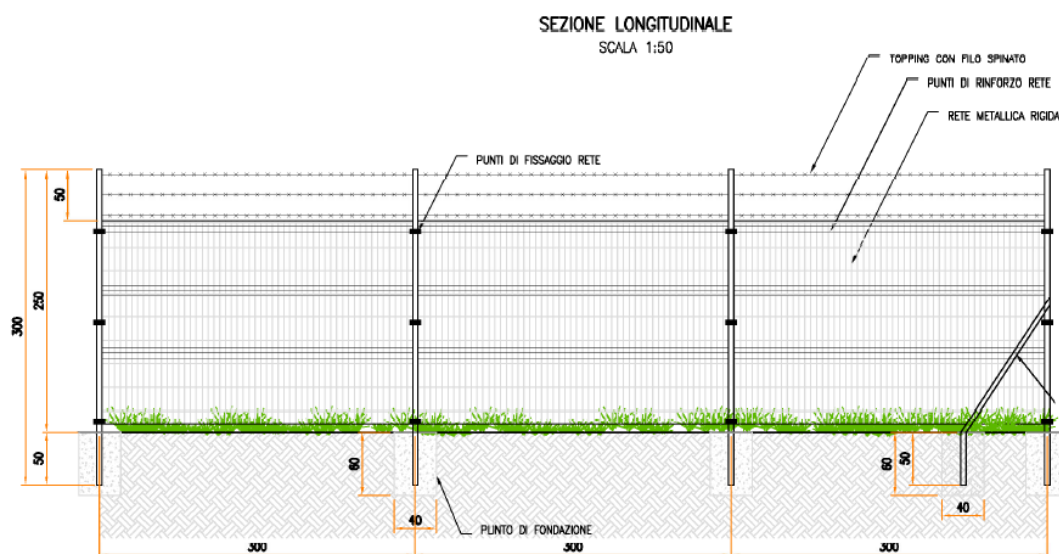 SEZIONE LONGITUDINALE
SCALA 1:50
TOPPING CON FILO SPINATO
PUNTI DI RINFORZO RETE
RETE METALLICA RIGIDA
PUNTI DI FISSAGGIO RETE
50
250
300
50
60
40
PUNTO DI FONDAZIONE
60
50
40
300
300
300